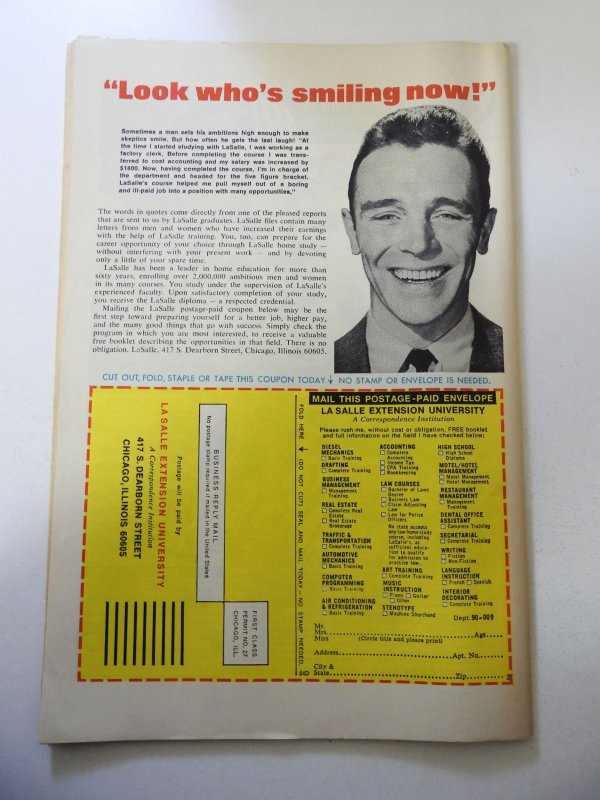 "Look who's smiling now!"
Sometimes a man sets his ambitions high enough to make
skeptics smile. But how often he gets the last laugh! "At
the time I started studying with LaSalle, I was working as a
factory clerk. Before completing the course I was trans-
ferred to cost accounting and my salary was increased by
$1800. Now, having completed the course, I'm in charge of
the department and headed for the five figure bracket.
LaSalle's course helped me pull myself out of a boring
and ill-paid job into a position with many opportunities."
The words in quotes come directly from one of the pleased reports
that are sent to us by LaSalle graduates. LaSalle files contain many
letters from men and women who have increased their earnings
with the help of LaSalle training. You, too, can prepare for the
career opportunity of your choice through LaSalle home study —
without interfering with your present work — and by devoting
only a little of your spare time.
LaSalle has been a leader in home education for more than
sixty years, enrolling over 2,000,000 ambitious men and women
in its many courses. You study under the supervision of LaSalle's
experienced faculty. Upon satisfactory completion of your study,
you receive the LaSalle diploma — a respected credential.
Mailing the LaSalle postage-paid coupon below may be the
first step toward preparing yourself for a better job, higher pay,
and the many good things that go with success. Simply check the
program in which you are most interested, to receive a valuable
free booklet describing the opportunities in that field. There is no
obligation. LaSalle, 417 S. Dearborn Street, Chicago, Illinois 60605.
CUT OUT, FOLD, STAPLE OR TAPE THIS COUPON TODAY. NO STAMP OR ENVELOPE IS NEEDED.
Postage will be paid by
LA SALLE EXTENSION UNIVERSITY
A Correspondence Institution
417 S. DEARBORN STREET
CHICAGO, ILLINOIS 60605
BUSINESS REPLY MAIL
No postage stamp required if mailed in the United States
FIRST CLASS
PERMIT NO. 27
CHICAGO, ILL.
FOLD HERE (DO NOT CUT) SEAL AND MAIL TODAY — NO STAMP NEEDED.
540
MAIL THIS POSTAGE-PAID ENVELOPE
LA SALLE EXTENSION UNIVERSITY
A Correspondence Institution
Please rush me, without cost or obligation, FREE booklet
and full information on the field I have checked below:
DIESEL
MECHANICS
Basic Training
DRAFTING
Complete Training
BUSINESS
MANAGEMENT
Management
Training
REAL ESTATE
Complete Real
Estate
Real Estate
Brokerage
TRAFFIC &
TRANSPORTATION
Complete Training
AUTOMOTIVE
MECHANICS
Basic Training
COMPUTER
PROGRAMMING
Basic Training
AIR CONDITIONING
& REFRIGERATION
Basic Training
ACCOUNTING
Complete
Accounting
Income Tax
CPA Training
Bookkeeping
LAW COURSES
Bachelor of Laws
Degree
Business Law
Claim Adjusting
Law
Law for Police
Officers
No state accepts
any law home study
course, including
LaSalle's, as
sufficient educa-
tion to qualify
for admission to
practice law.
ART TRAINING
Complete Training
MUSIC
INSTRUCTION
Piano Guitar
Other
STENOTYPE
Machine Shorthand
HIGH SCHOOL
High School
Diploma
MOTEL/HOTEL
MANAGEMENT
Motel Management
Hotel Management
RESTAURANT
MANAGEMENT
Management
Training
DENTAL OFFICE
ASSISTANT
Complete Training
SECRETARIAL
Complete Training
WRITING
Fiction
Non-Fiction
LANGUAGE
INSTRUCTION
French Spanish
INTERIOR
DECORATING
Complete Training
Dept. 90-009
Mr.
Mrs.
Miss (Circle title and please print) Age
Address Apt. No.
City &
State Zip